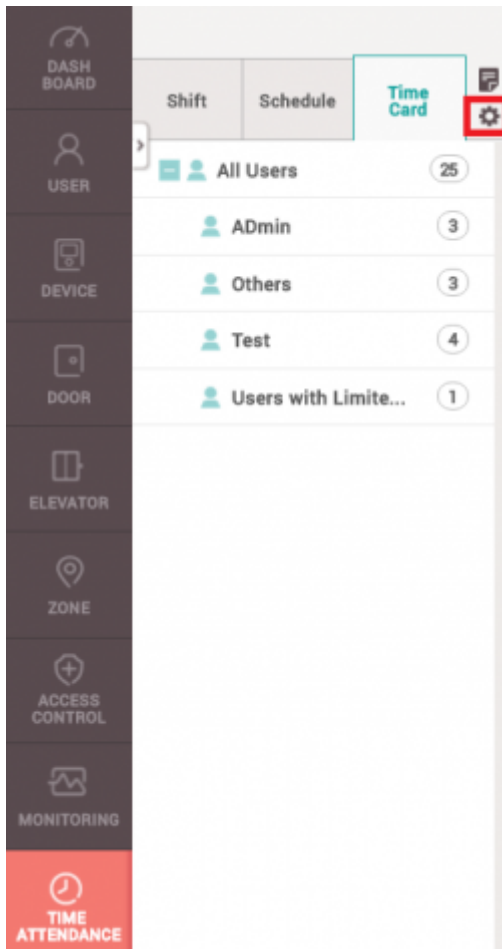 DASH
BOARD
USER
DEVICE
DOOR
ELEVATOR
ZONE
ACCESS
CONTROL
MONITORING
TIME
ATTENDANCE
Shift Schedule Time
Card
All Users 25
ADmin 3
Others 3
Test 4
Users with Limite... 1